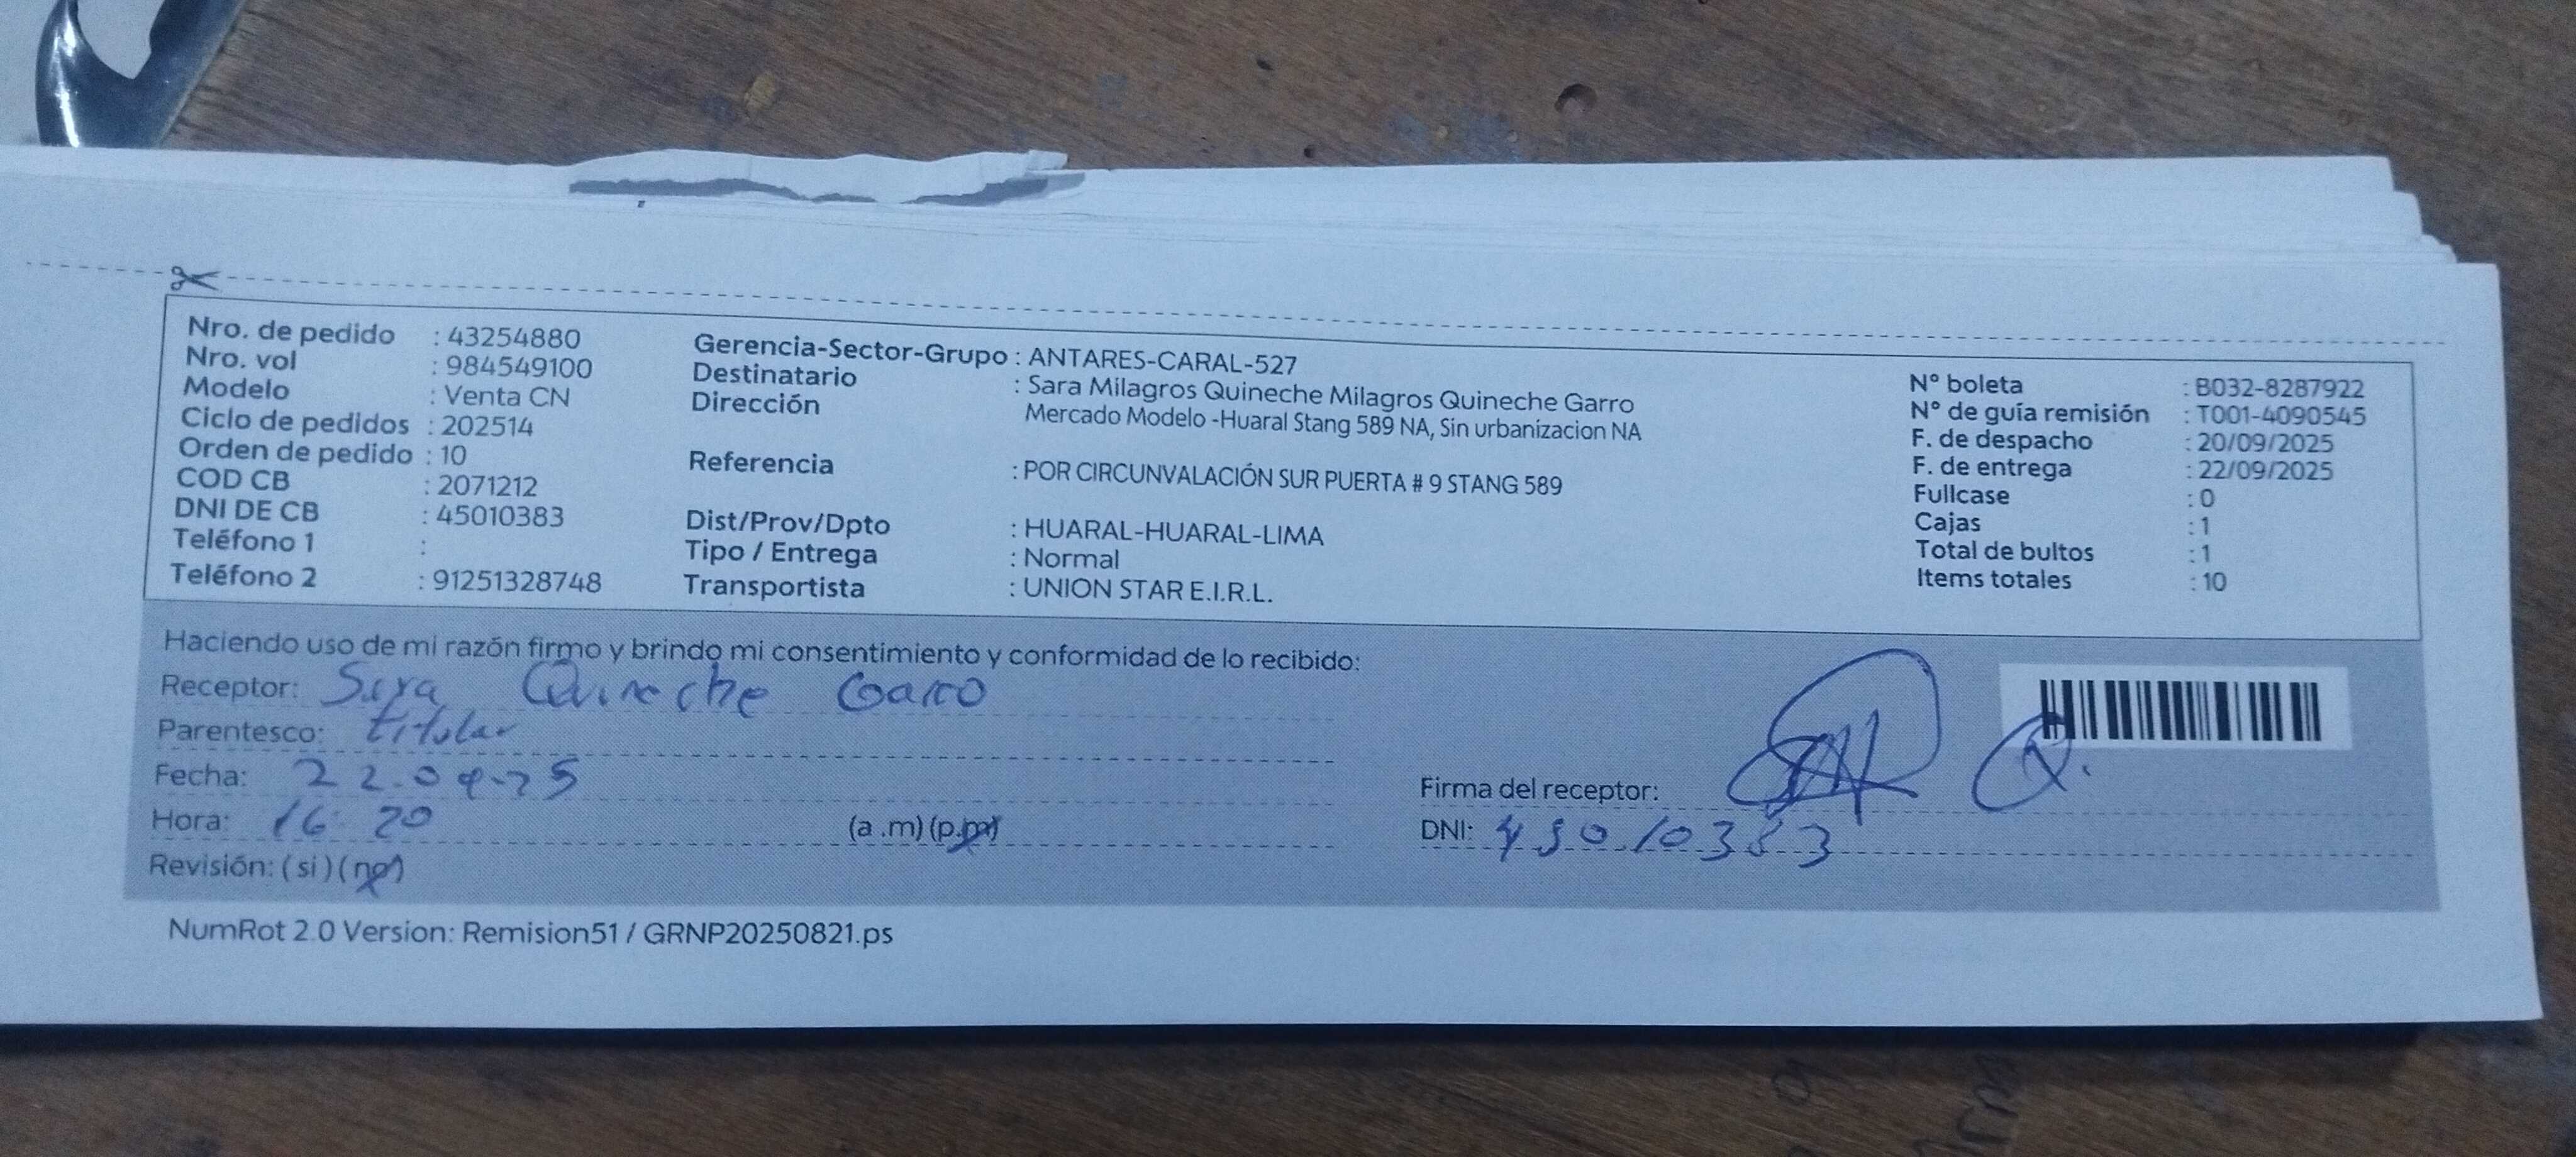 Nro. de pedido : 43254880
Nro. vol : 984549100
Modelo : Venta CN
Ciclo de pedidos : 202514
Orden de pedido : 10
COD CB : 2071212
DNI DE CB : 45010383
Teléfono 1 :
Teléfono 2 : 91251328748
Gerencia-Sector-Grupo : ANTARES-CARAL-527
Destinatario : Sara Milagros Quineche Milagros Quineche Garro
Dirección Mercado Modelo -Huaral Stang 589 NA, Sin urbanizacion NA
Referencia : POR CIRCUNVALACIÓN SUR PUERTA # 9 STANG 589
Dist/Prov/Dpto : HUARAL-HUARAL-LIMA
Tipo / Entrega : Normal
Transportista : UNION STAR E.I.R.L.
N° boleta : B032-8287922
N° de guía remisión : T001-4090545
F. de despacho : 20/09/2025
F. de entrega : 22/09/2025
Fullcase : 0
Cajas : 1
Total de bultos : 1
Items totales : 10
Haciendo uso de mi razón firmo y brindo mi consentimiento y conformidad de lo recibido:
Receptor: Sara Quineche Garro
Parentesco: titular
Fecha: 22-09-25
Hora: 16:20 (a .m) (p.m)
Revisión: (si) (no)
Firma del receptor:
DNI: 45010383
NumRot 2.0 Version: Remision51 / GRNP20250821.ps